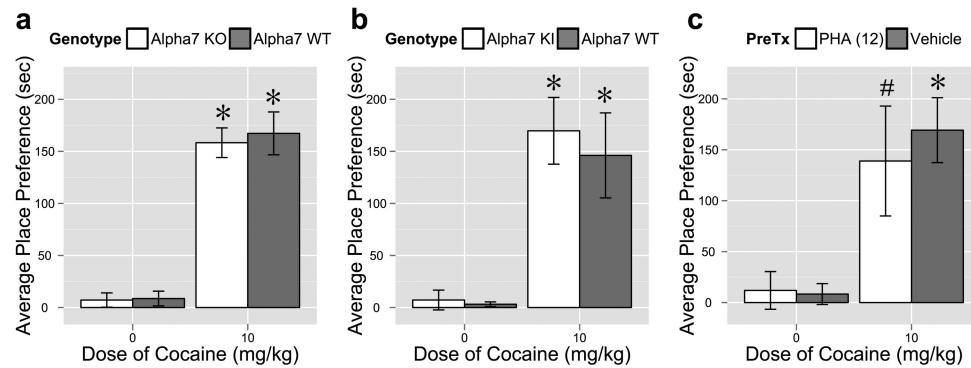 a
Genotype Alpha7 KO Alpha7 WT
Average Place Preference (sec)
200
150
100
50
0
* *
0 10
Dose of Cocaine (mg/kg)
b
Genotype Alpha7 KI Alpha7 WT
Average Place Preference (sec)
200
150
100
50
0
* *
0 10
Dose of Cocaine (mg/kg)
c
PreTx PHA (12) Vehicle
Average Place Preference (sec)
200
150
100
50
0
# *
0 10
Dose of Cocaine (mg/kg)